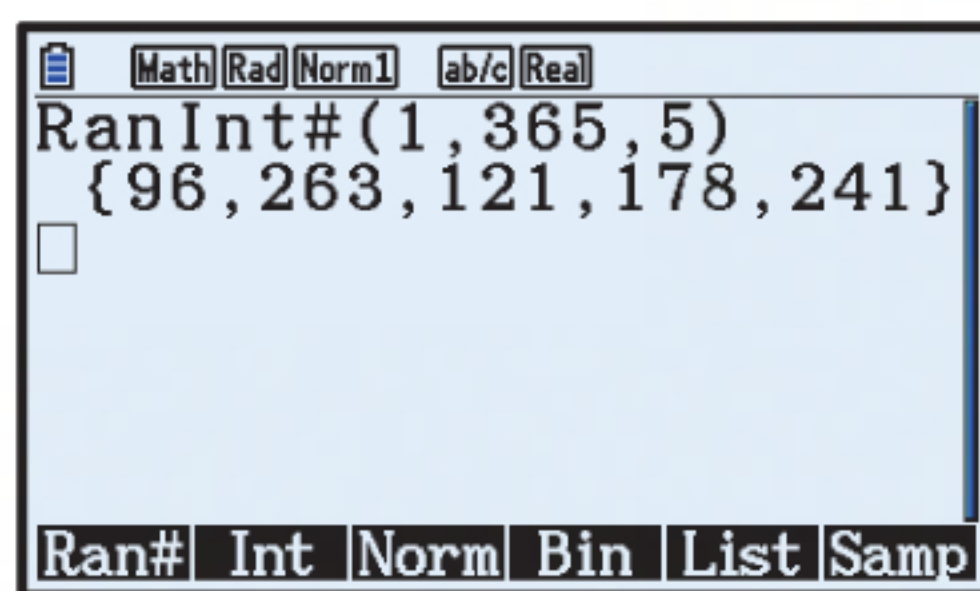 Math Rad Norm1 ab/c Real
RanInt#(1,365,5)
{96,263,121,178,241}
Ran# Int Norm Bin List Samp